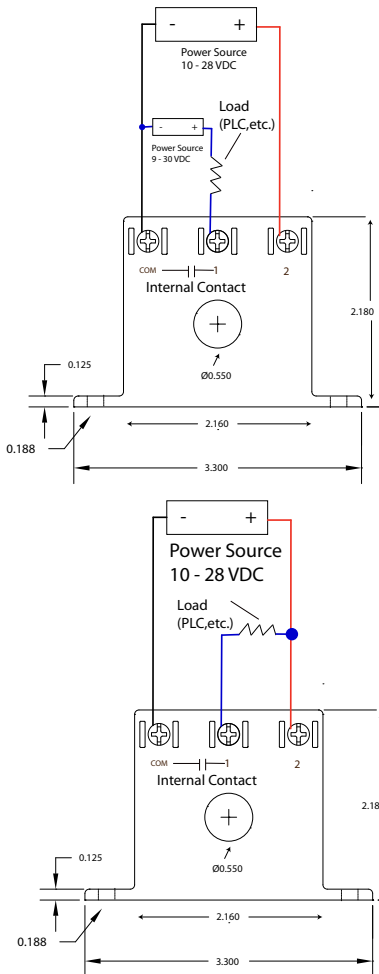 - +
Power Source
10 - 28 VDC
Load
(PLC,etc.)
- +
Power Source
9 - 30 VDC
COM 1 2
Internal Contact
2.180
0.125
Ø0.550
2.160
0.188
3.300
- +
Power Source
10 - 28 VDC
Load
(PLC,etc.)
COM 1 2
Internal Contact
2.18
0.125
Ø0.550
2.160
0.188
3.300